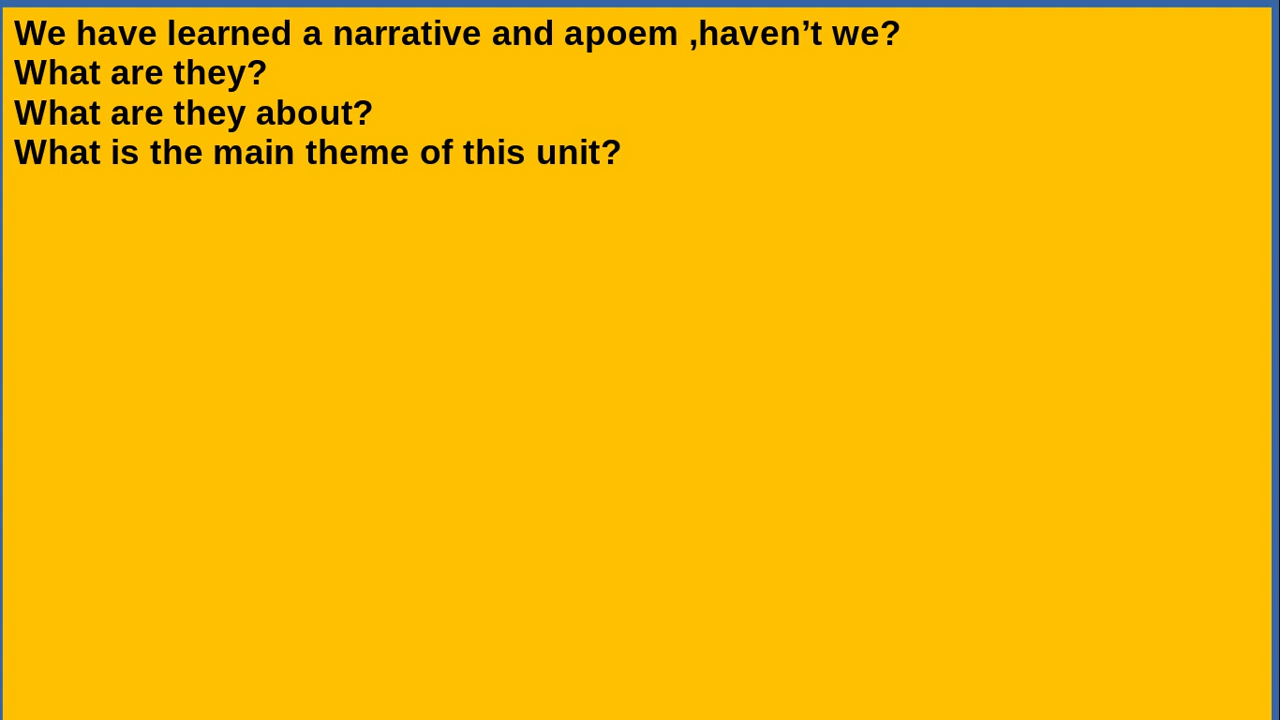 We have learned a narrative and apoem ,haven’t we?
What are they?
What are they about?
What is the main theme of this unit?